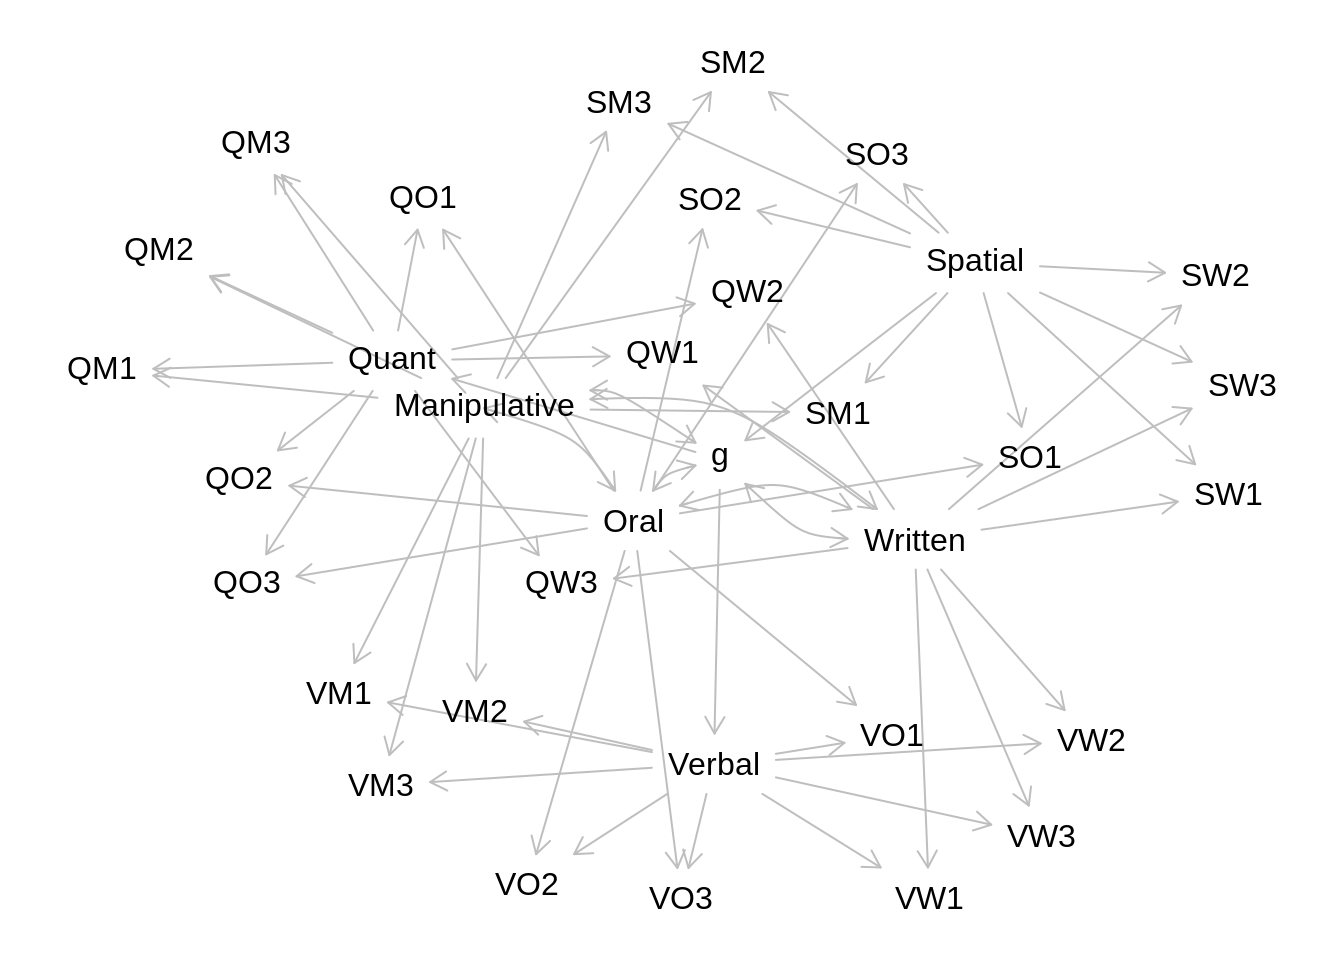 SM2
SM3
QM3
SO3
QO1
SO2
QM2
Spatial
SW2
QW2
QW1
Quant
QM1
SW3
Manipulative
SM1
g
SO1
QO2
SW1
Oral
Written
QO3
QW3
VM1
VM2
VO1
VW2
Verbal
VM3
VW3
VO2
VO3
VW1